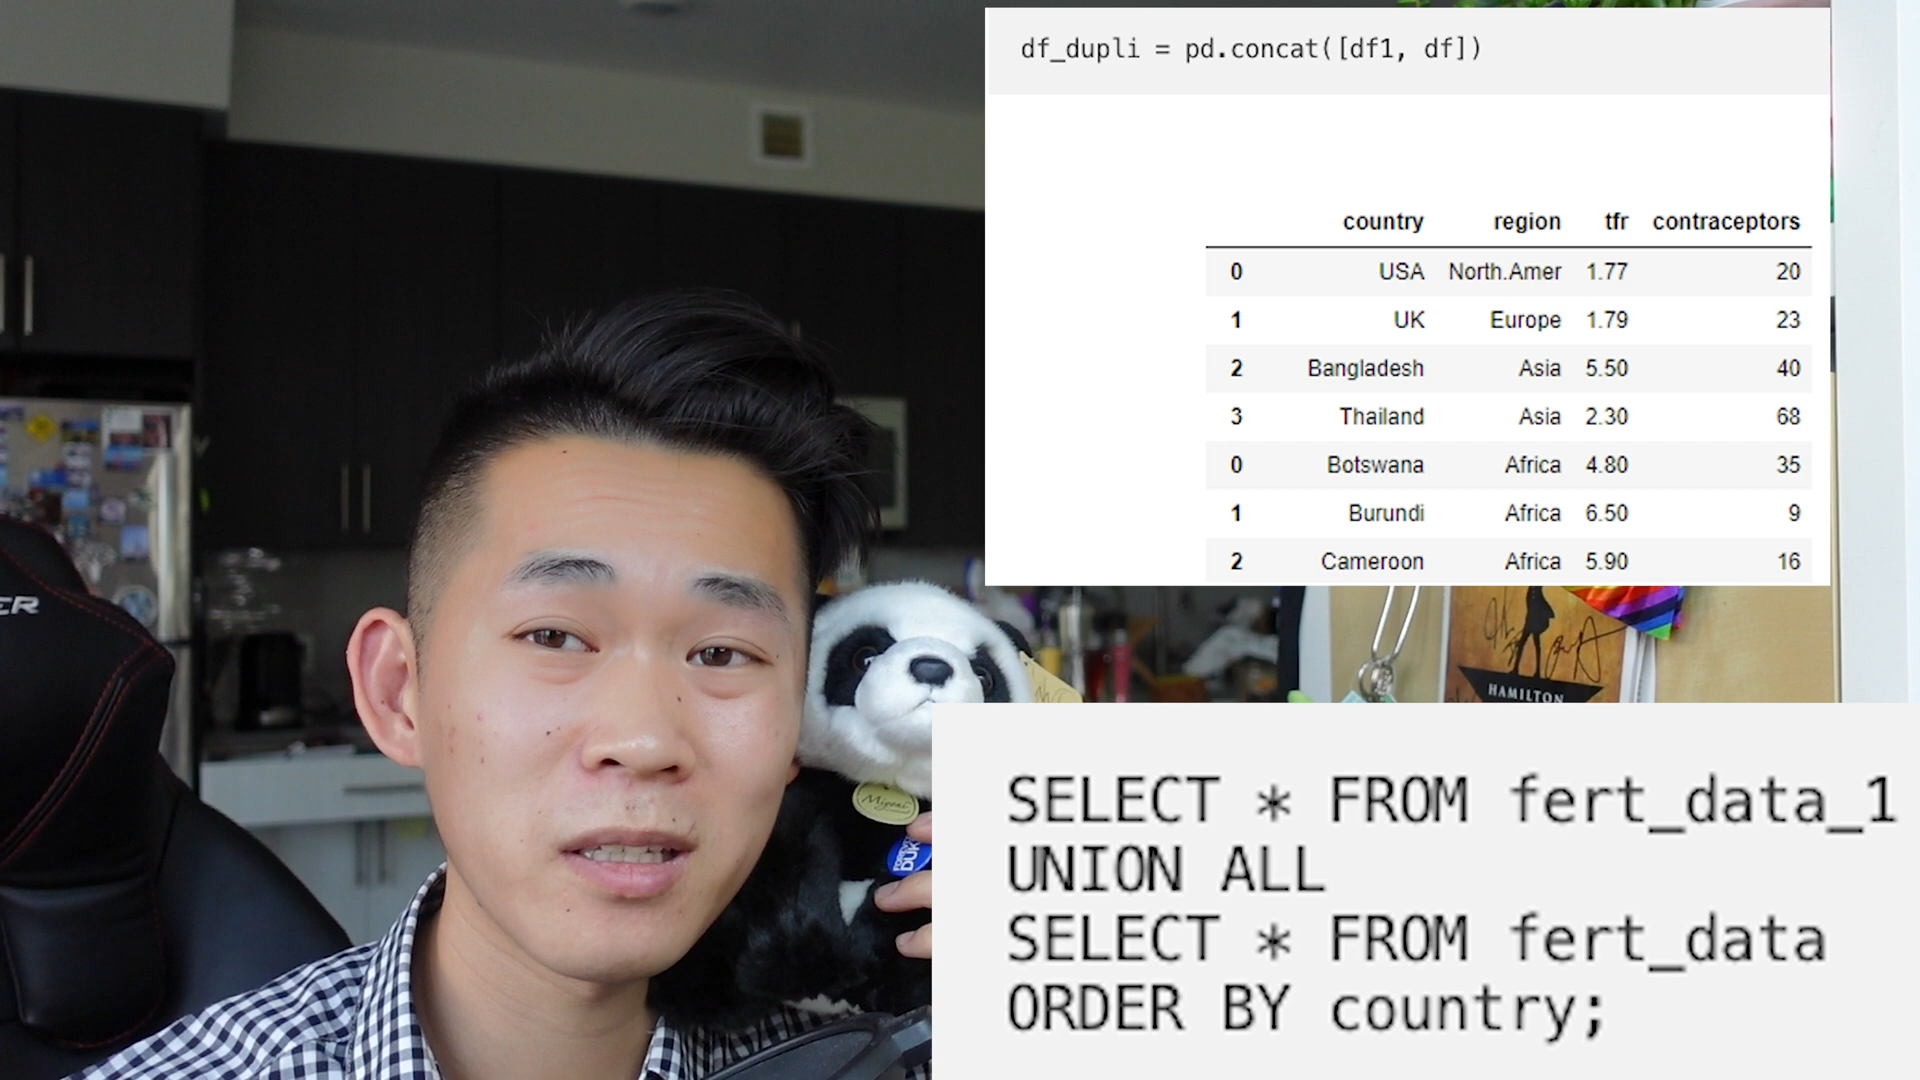 df_dupli = pd.concat([df1, df])
country region tfr contraceptors
0 USA North.Amer 1.77 20
1 UK Europe 1.79 23
2 Bangladesh Asia 5.50 40
3 Thailand Asia 2.30 68
0 Botswana Africa 4.80 35
1 Burundi Africa 6.50 9
2 Cameroon Africa 5.90 16
ER
HAMILTON
Miyoni
DUKE
SELECT * FROM fert_data_1
UNION ALL
SELECT * FROM fert_data
ORDER BY country;